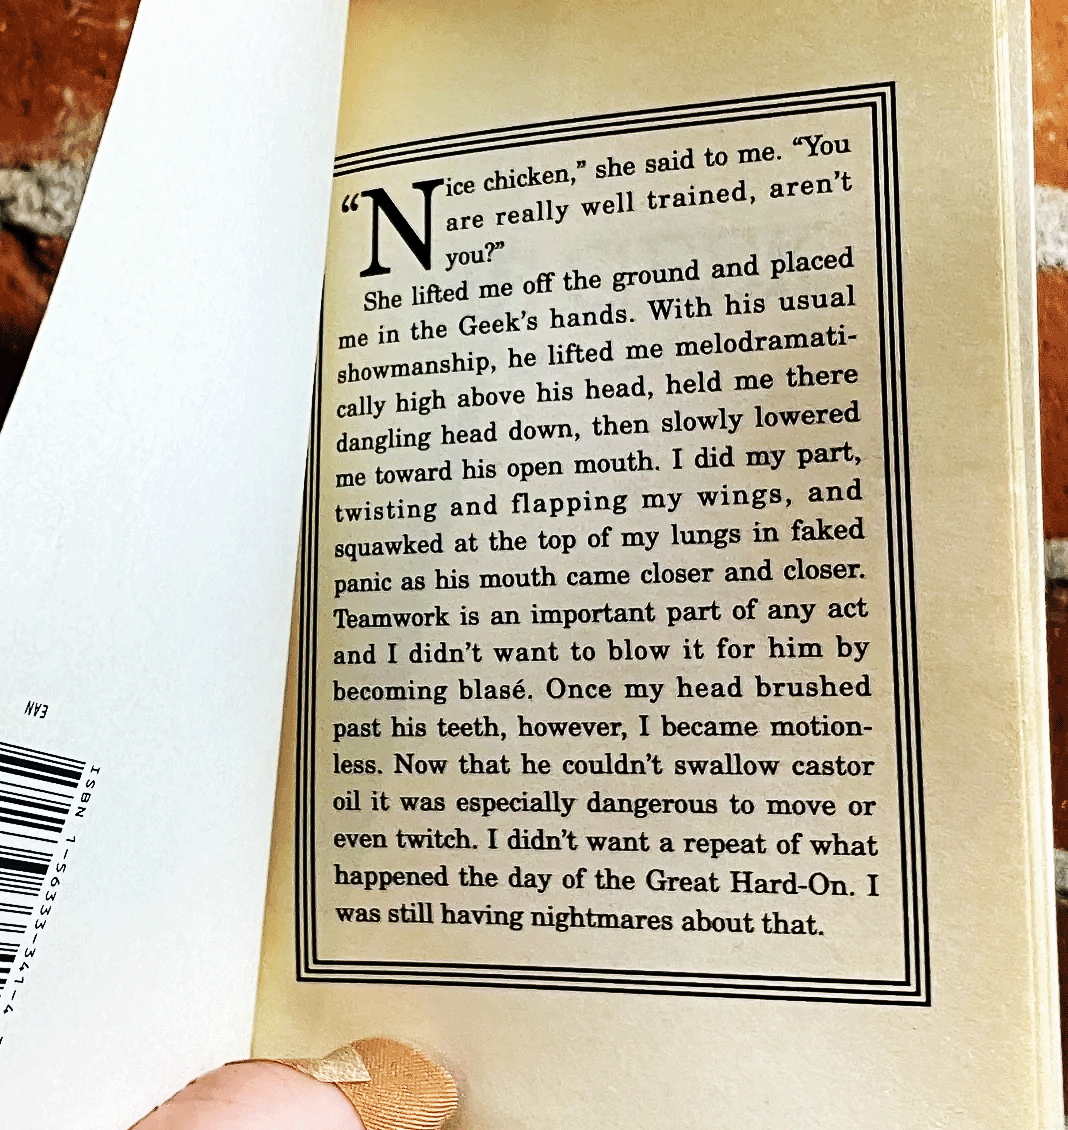 “Nice chicken,” she said to me. “You
are really well trained, aren’t
you?”
She lifted me off the ground and placed
me in the Geek’s hands. With his usual
showmanship, he lifted me melodramati-
cally high above his head, held me there
dangling head down, then slowly lowered
me toward his open mouth. I did my part,
twisting and flapping my wings, and
squawked at the top of my lungs in faked
panic as his mouth came closer and closer.
Teamwork is an important part of any act
and I didn’t want to blow it for him by
becoming blasé. Once my head brushed
past his teeth, however, I became motion-
less. Now that he couldn’t swallow castor
oil it was especially dangerous to move or
even twitch. I didn’t want a repeat of what
happened the day of the Great Hard-On. I
was still having nightmares about that.
EAN
ISBN 1-56333-341-4